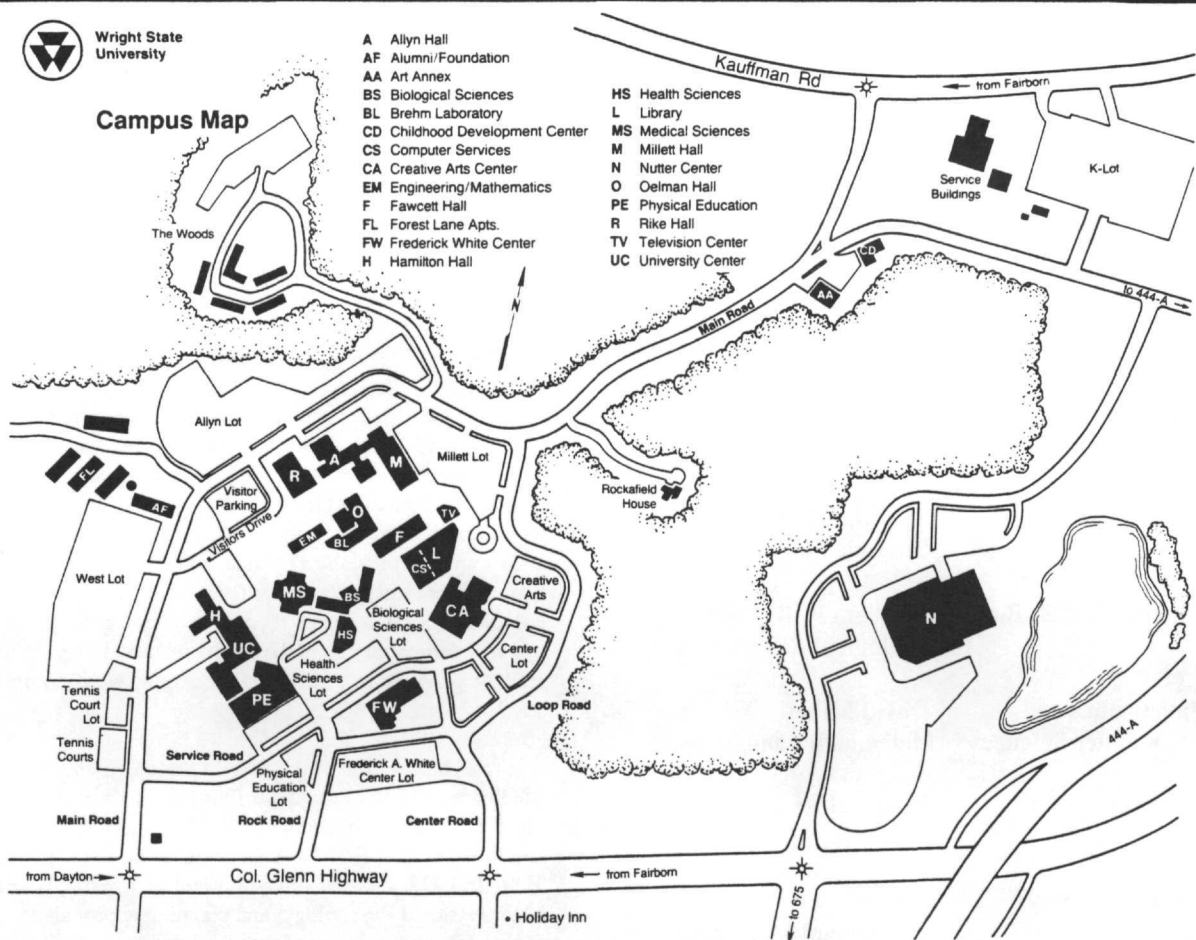 Wright State
University
Campus Map
A Allyn Hall
AF Alumni/Foundation
AA Art Annex
BS Biological Sciences
BL Brehm Laboratory
CD Childhood Development Center
CS Computer Services
CA Creative Arts Center
EM Engineering/Mathematics
F Fawcett Hall
FL Forest Lane Apts.
FW Frederick White Center
H Hamilton Hall
HS Health Sciences
L Library
MS Medical Sciences
M Millett Hall
N Nutter Center
O Oelman Hall
PE Physical Education
R Rike Hall
TV Television Center
UC University Center
Kauffman Rd
from Fairborn
K-Lot
Service
Buildings
The Woods
N
CD
AA
to 444-A
Main Road
Allyn Lot
A
M
R
Millett Lot
FL
AF
Visitor
Parking
Visitors Drive
Rockafield
House
O
EM
BL
F
TV
L
CS
West Lot
MS
BS
Creative
Arts
CA
H
UC
HS
Biological
Sciences
Lot
N
Center
Lot
Health
Sciences
Lot
PE
FW
Tennis
Court
Lot
Loop Road
Tennis
Courts
Service Road
444-A
Physical
Education
Lot
Frederick A. White
Center Lot
Main Road
Rock Road
Center Road
from Dayton
Col. Glenn Highway
from Fairborn
to 675
• Holiday Inn